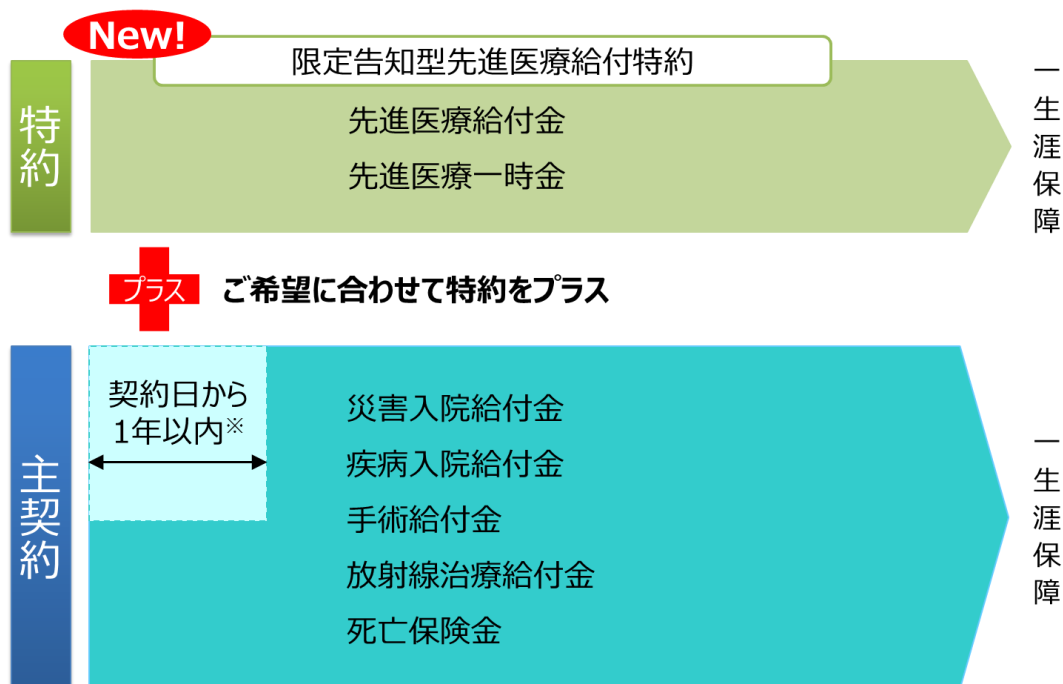 New!
限定告知型先進医療給付特約
特約
先進医療給付金
先進医療一時金
一生涯保障
プラス
ご希望に合わせて特約をプラス
主契約
契約日から
1年以内※
災害入院給付金
疾病入院給付金
手術給付金
放射線治療給付金
死亡保険金
一生涯保障